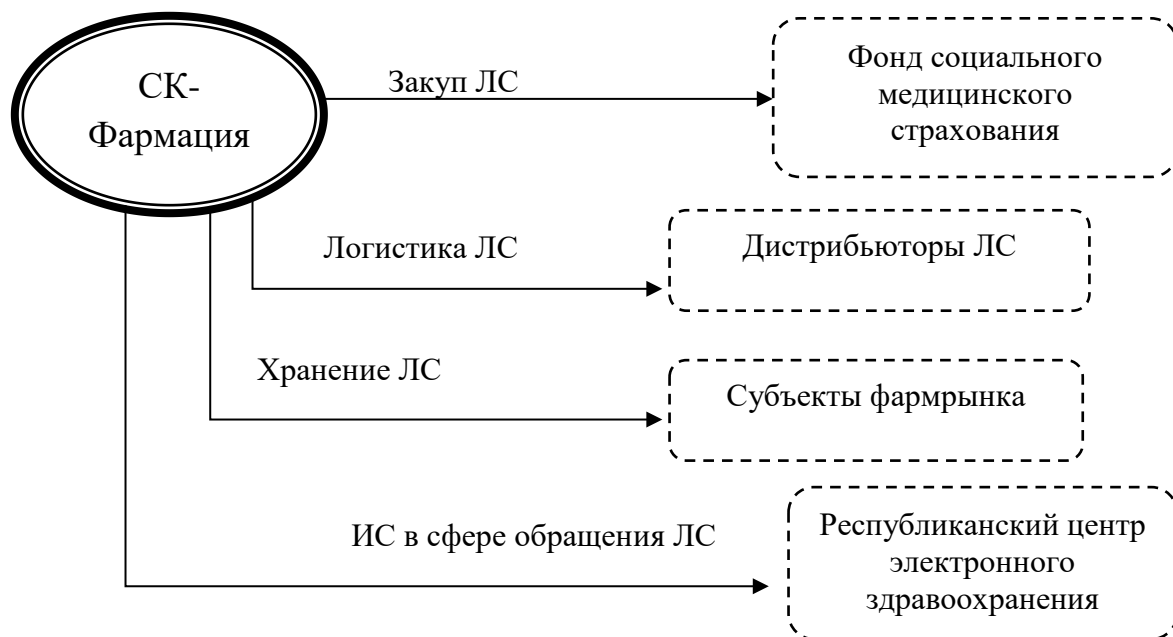 СК-
Фармация
Закуп ЛС
Фонд социального
медицинского
страхования
Логистика ЛС
Дистрибьюторы ЛС
Хранение ЛС
Субъекты фармрынка
ИС в сфере обращения ЛС
Республиканский центр
электронного
здравоохранения